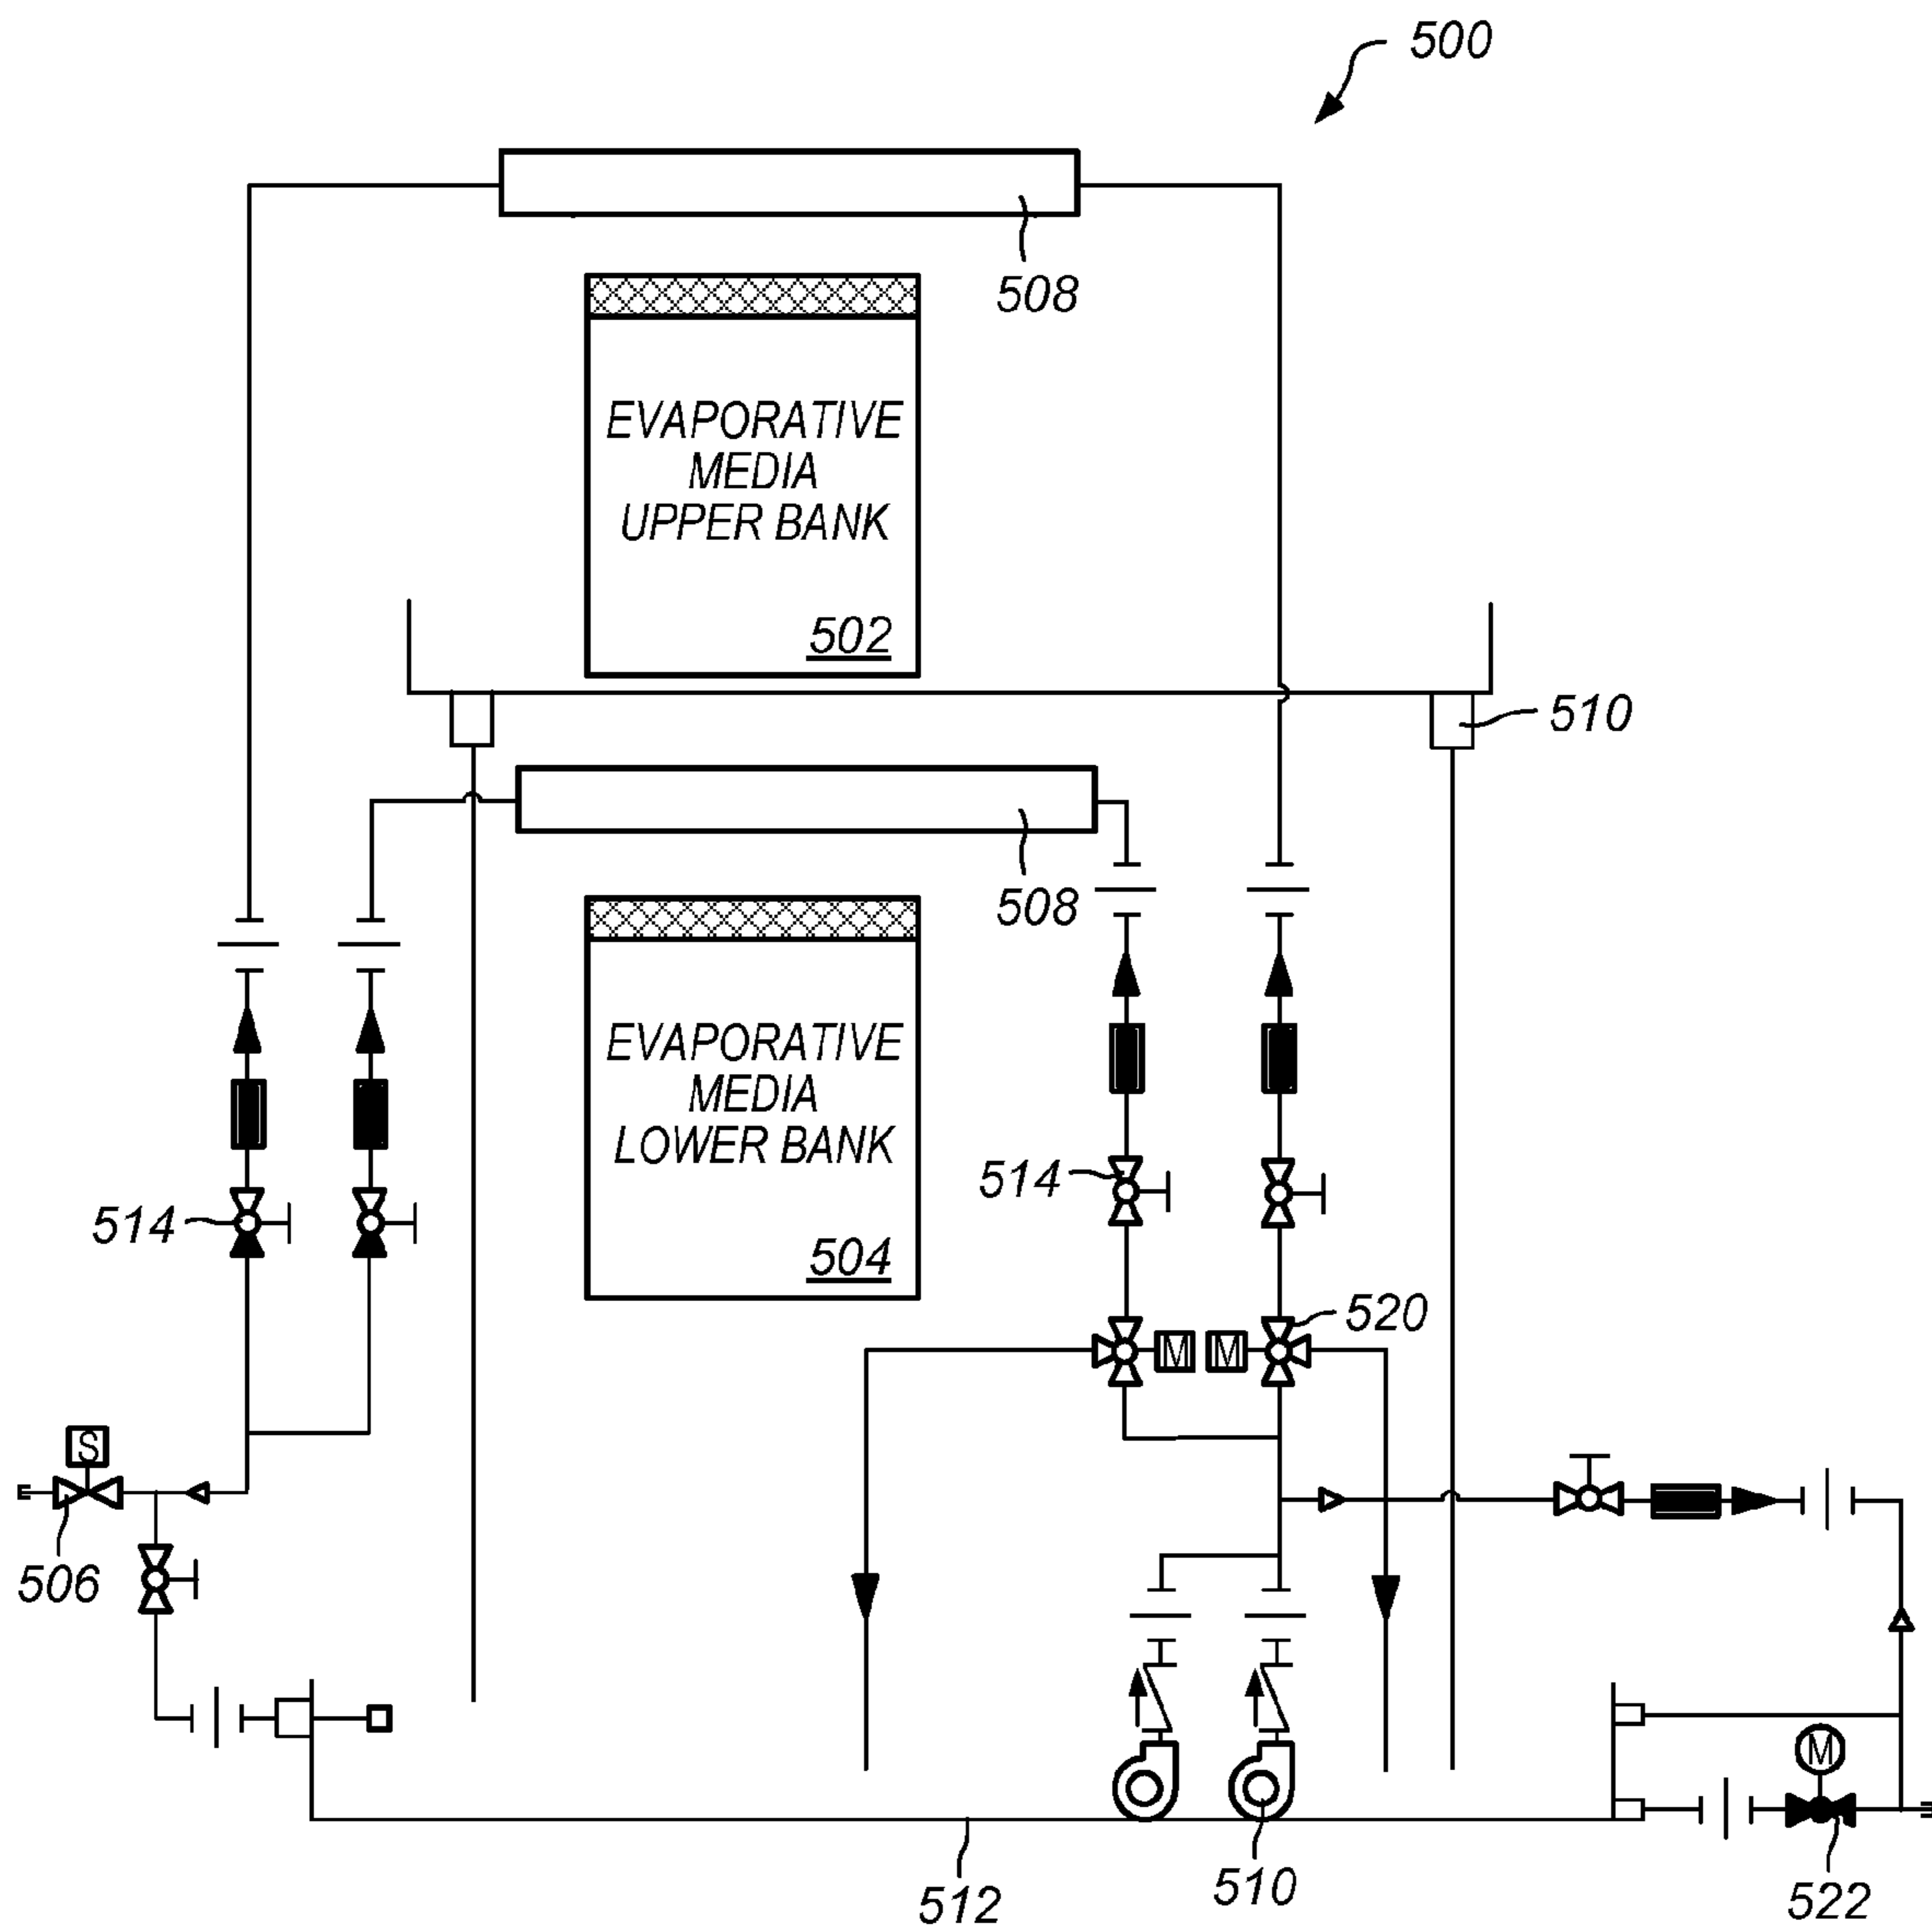 500
508
EVAPORATIVE
MEDIA
UPPER BANK
502
510
508
EVAPORATIVE
MEDIA
LOWER BANK
504
514
514
520
M
M
S
506
M
512
510
522